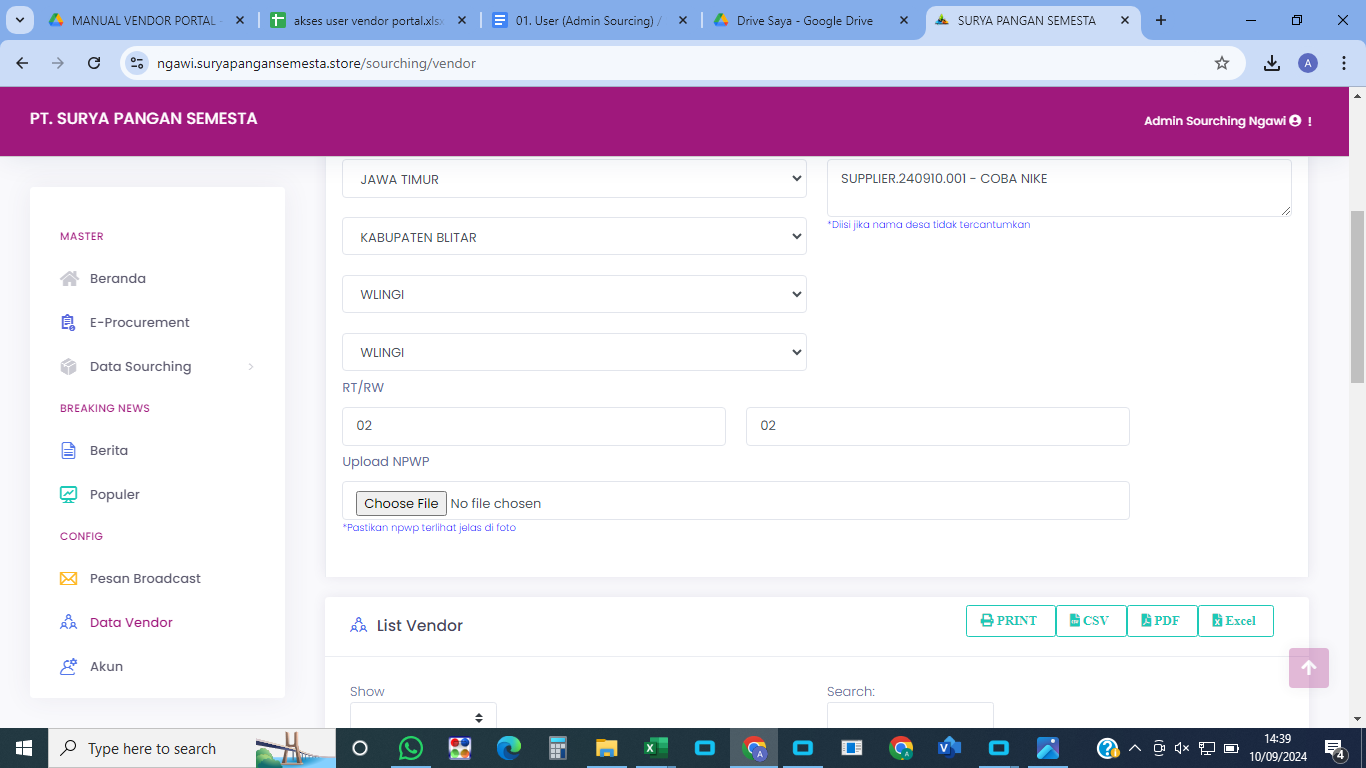 MANUAL VENDOR PORTAL -
akses user vendor portal.xlsx
01. User (Admin Sourcing) /
Drive Saya - Google Drive
SURYA PANGAN SEMESTA
ngawi.suryapangansemesta.store/sourching/vendor
A
PT. SURYA PANGAN SEMESTA
Admin Sourching Ngawi !
MASTER
Beranda
E-Procurement
Data Sourching
BREAKING NEWS
Berita
Populer
CONFIG
Pesan Broadcast
Data Vendor
Akun
JAWA TIMUR
SUPPLIER.240910.001 - COBA NIKE
*Diisi jika nama desa tidak tercantumkan
KABUPATEN BLITAR
WLINGI
WLINGI
RT/RW
02
02
Upload NPWP
Choose File No file chosen
*Pastikan npwp terlihat jelas di foto
List Vendor
PRINT
CSV
PDF
Excel
Show
Search:
Type here to search
14:39
10/09/2024
4